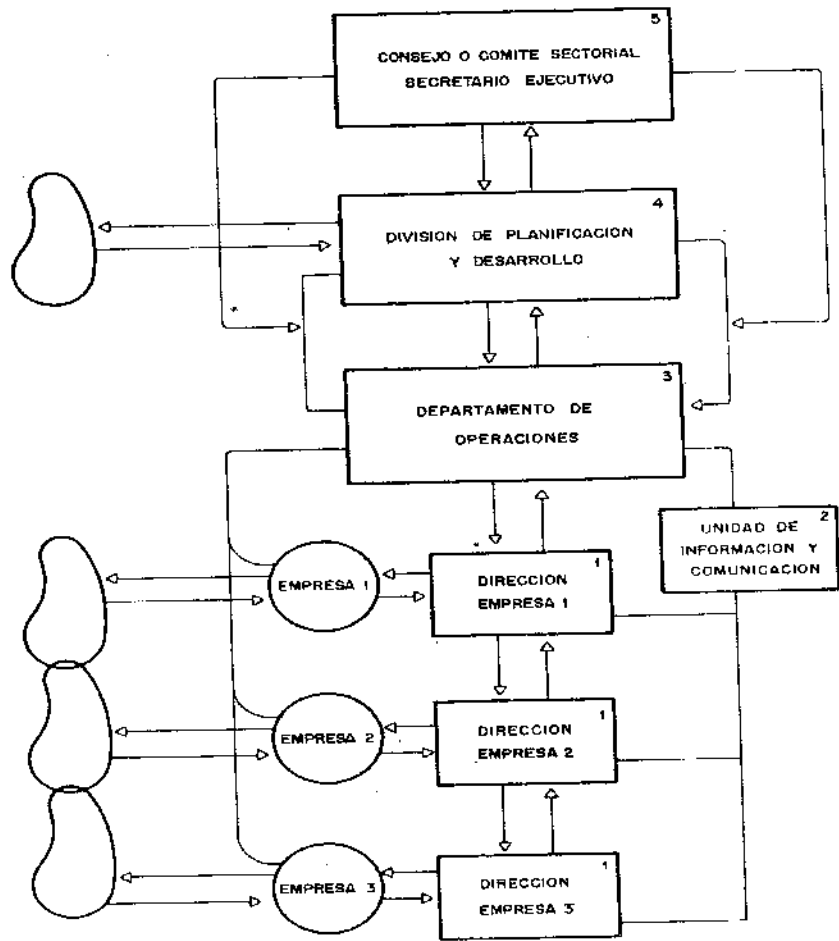 5
CONSEJO O COMITE SECTORIAL
SECRETARIO EJECUTIVO
4
DIVISION DE PLANIFICACION
Y DESARROLLO
3
DEPARTAMENTO DE
OPERACIONES
2
UNIDAD DE
INFORMACION Y
COMUNICACION
EMPRESA 1
1
DIRECCION
EMPRESA 1
EMPRESA 2
1
DIRECCION
EMPRESA 2
EMPRESA 3
1
DIRECCION
EMPRESA 3